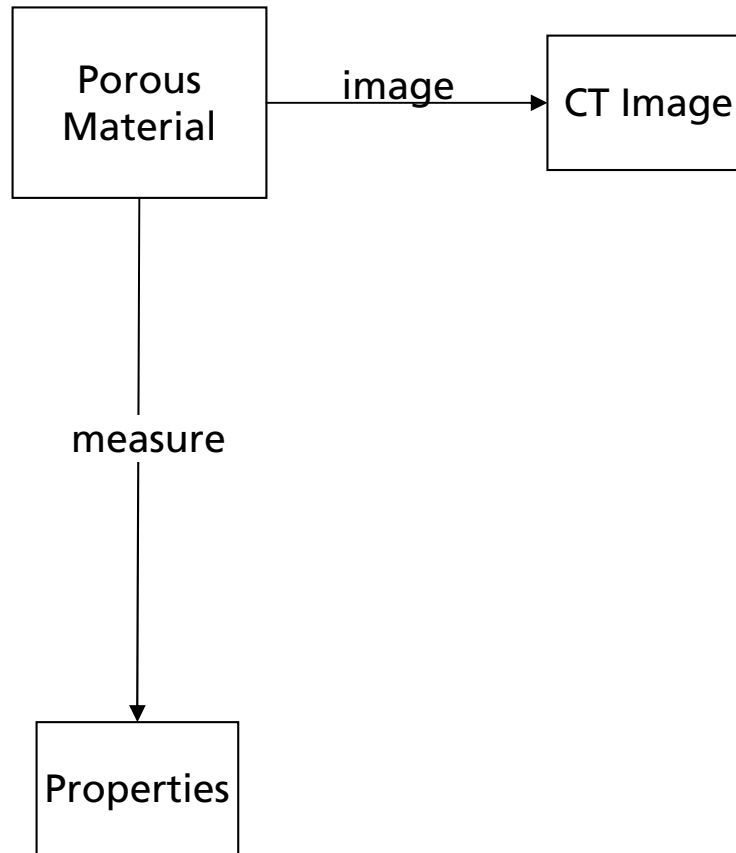 Porous
Material
image
CT Image
measure
Properties